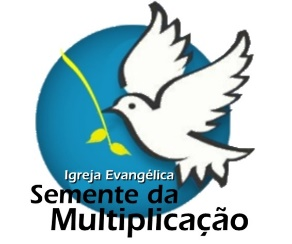 Igreja Evangélica
Semente da
Multiplicação